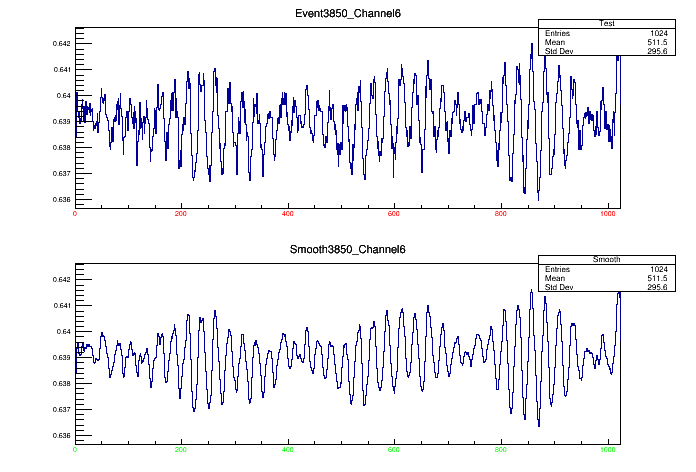 Event3850_Channel6
Test
Entries 1024
Mean 511.5
Std Dev 295.6
0.642
0.641
0.64
0.639
0.638
0.637
0.636
0 200 400 600 800 1000
Smooth3850_Channel6
Smooth
Entries 1024
Mean 511.5
Std Dev 295.6
0.642
0.641
0.64
0.639
0.638
0.637
0.636
0 200 400 600 800 1000